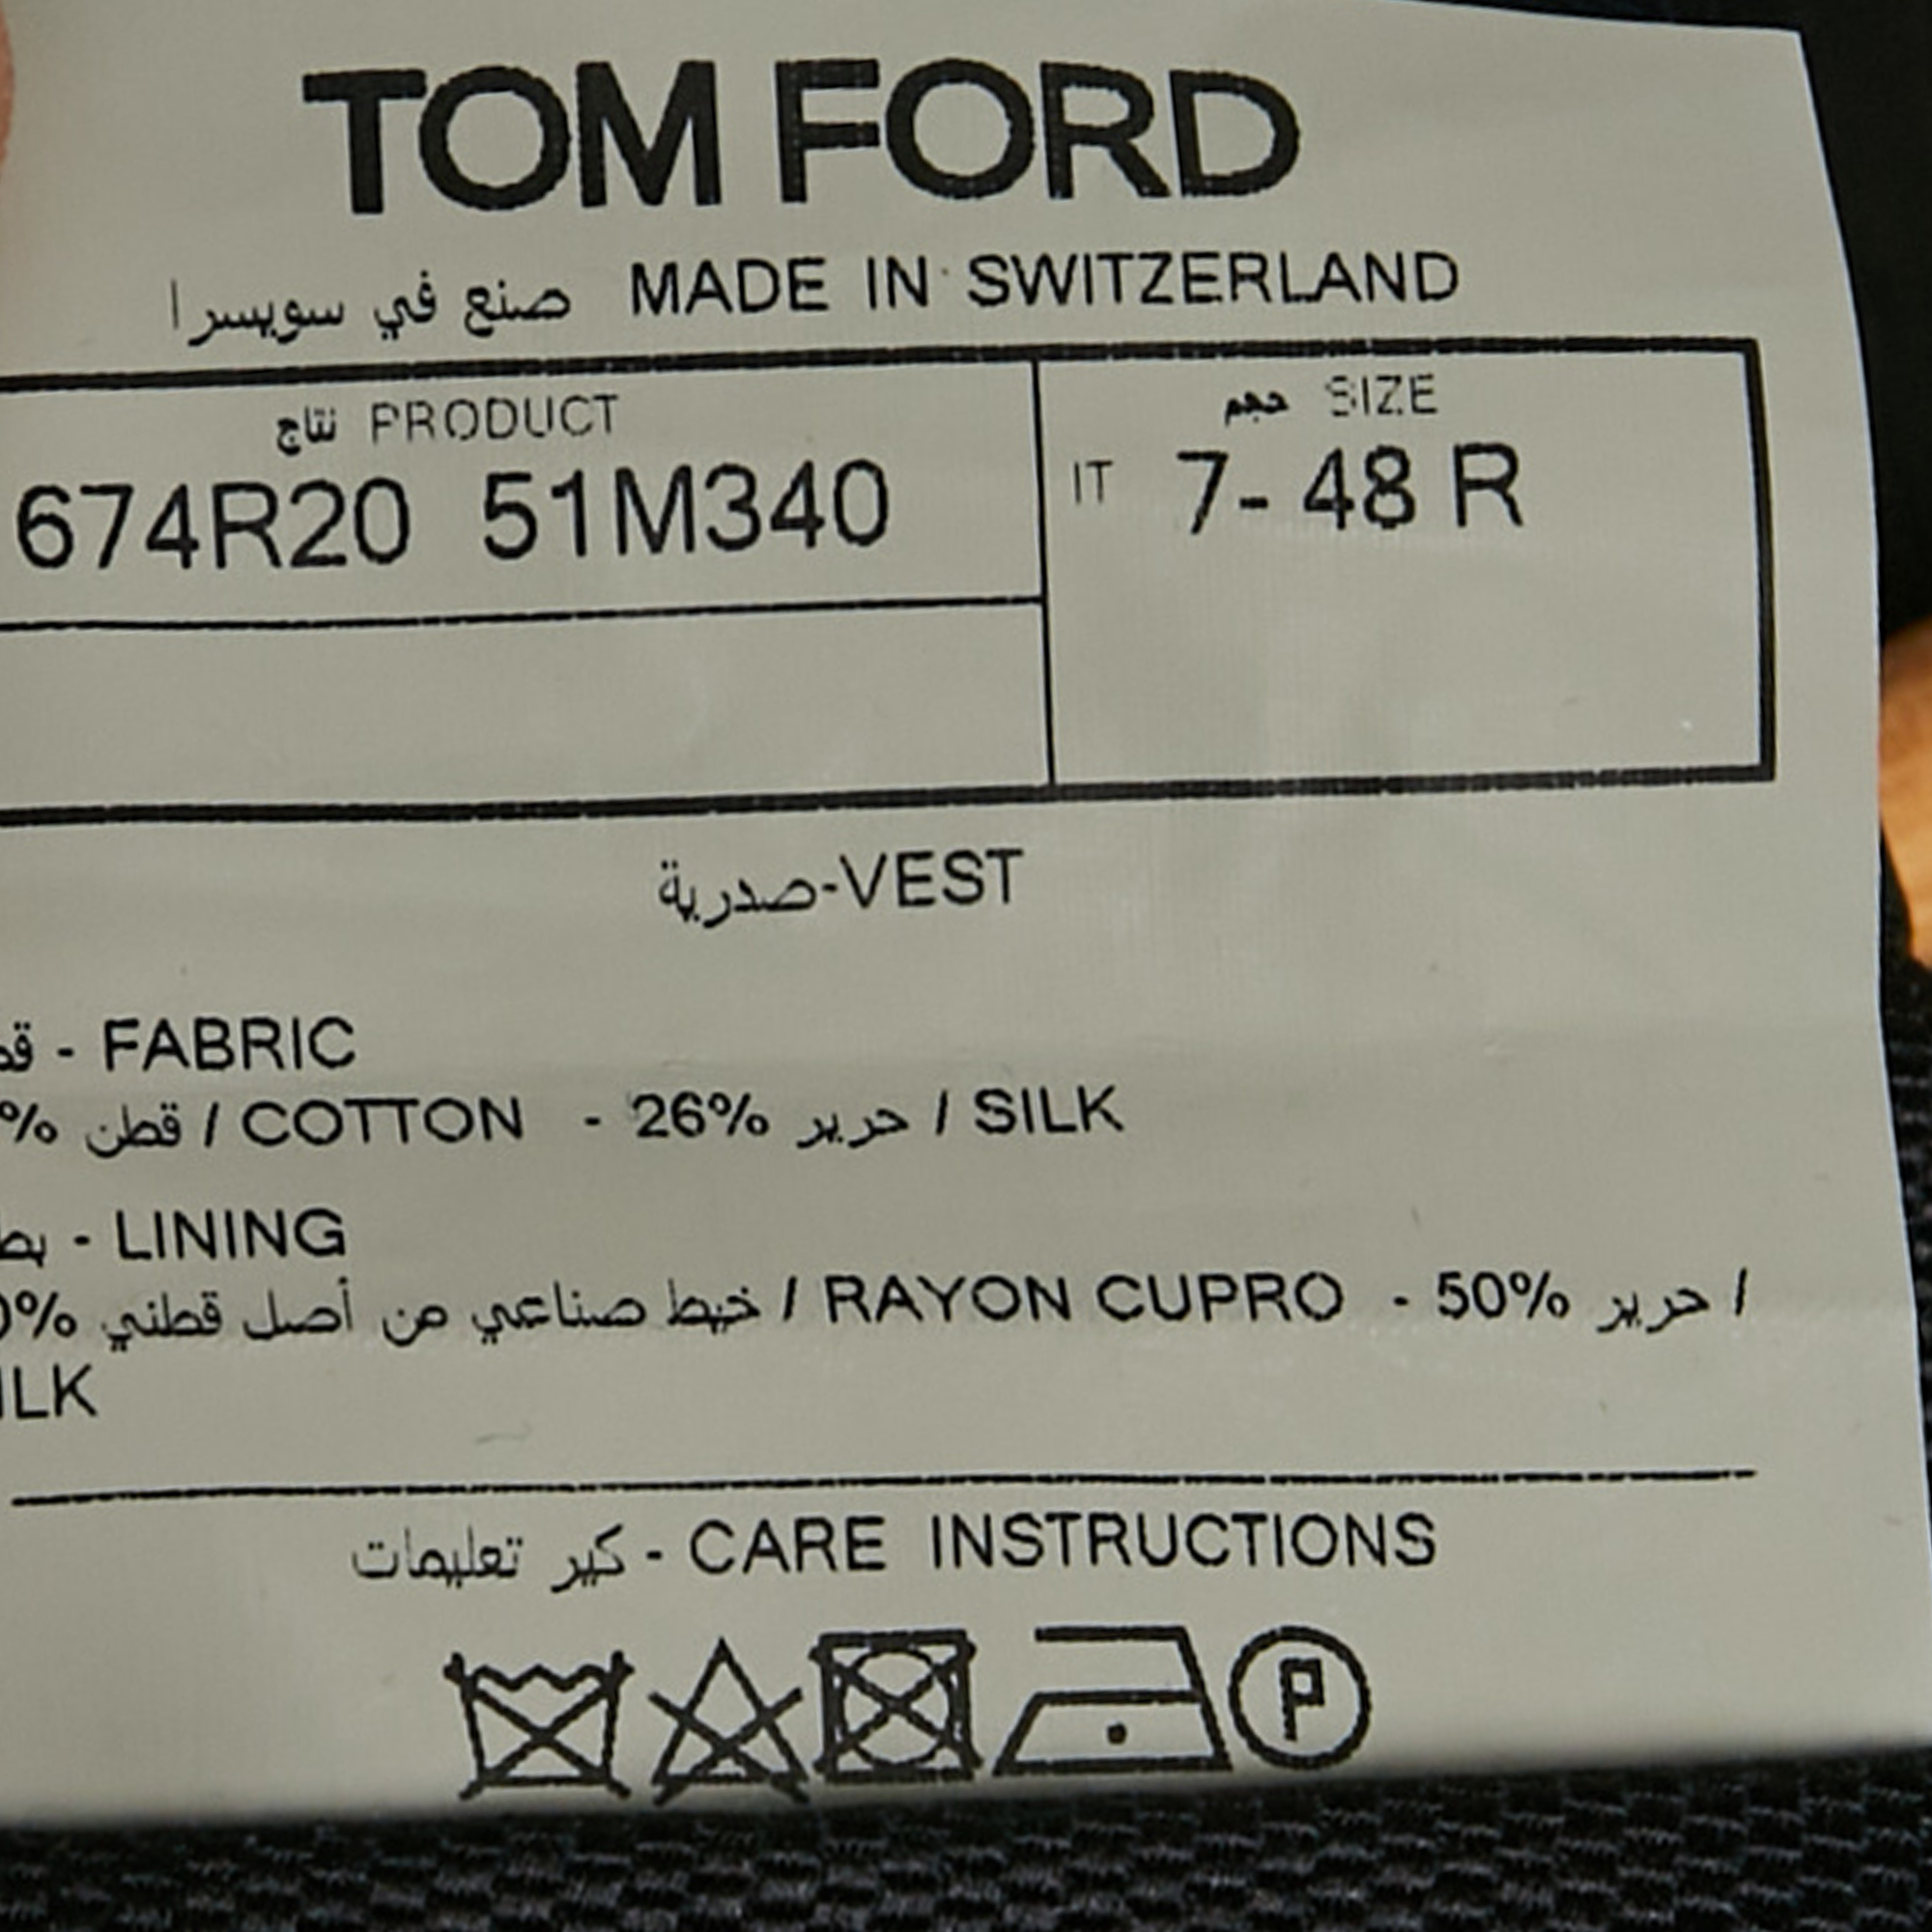 TOM FORD
صنع في سويسرا MADE IN SWITZERLAND
نتاج PRODUCT
حجم SIZE
674R20 51M340
IT 7- 48 R
صدرية-VEST
- FABRIC
% قطن / COTTON - 26% حرير / SILK
- LINING
% خيط صناعي من أصل قطني / RAYON CUPRO - 50% حرير /
ILK
كير تعليمات - CARE INSTRUCTIONS
P